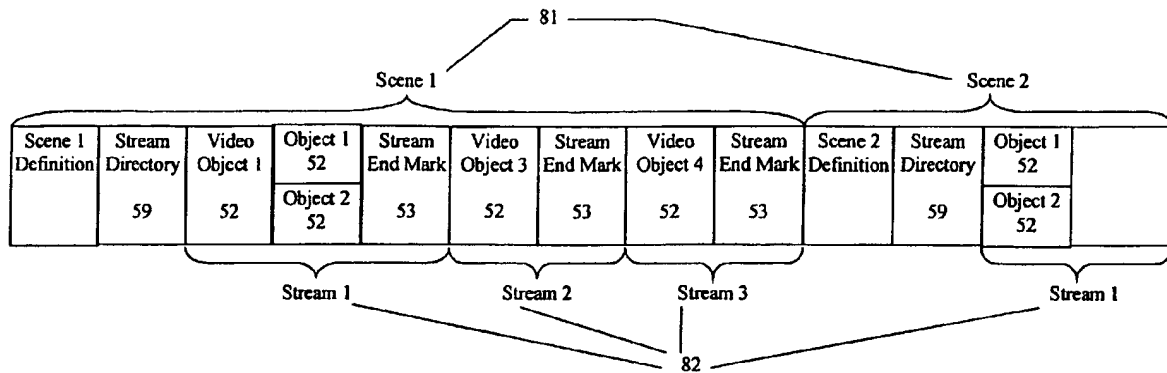 81
Scene 1
Scene 2
Scene 1
Definition
Stream
Directory
59
Video
Object 1
52
Object 1
52
Object 2
52
Stream
End Mark
53
Video
Object 3
52
Stream
End Mark
53
Video
Object 4
52
Stream
End Mark
53
Scene 2
Definition
Stream
Directory
59
Object 1
52
Object 2
52
Stream 1
Stream 2
Stream 3
Stream 1
82